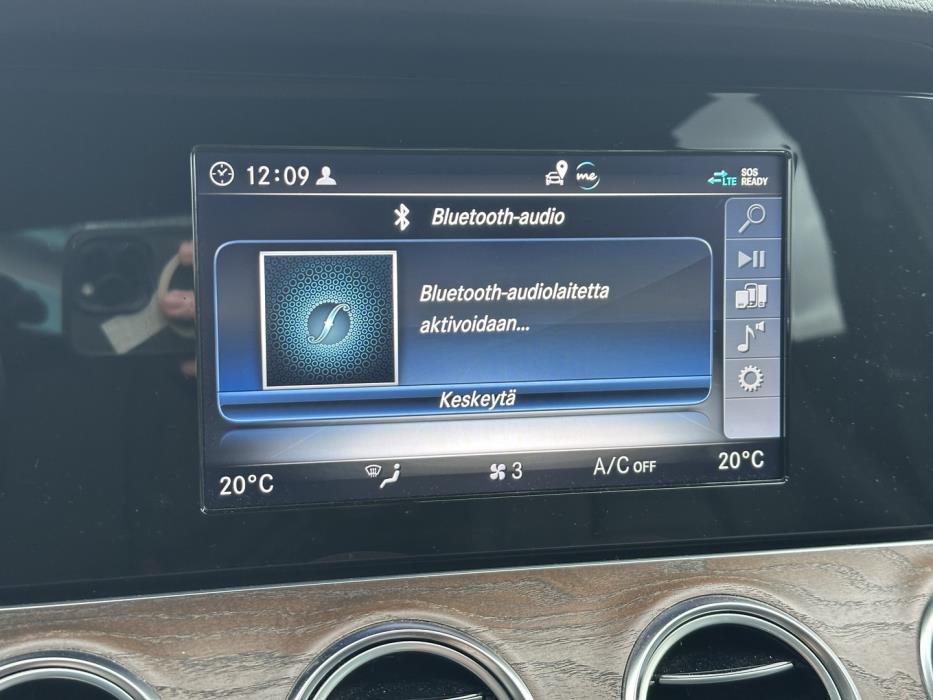 12:09
me
LTE
SOS
READY
Bluetooth-audio
Bluetooth-audiolaitetta
aktivoidaan...
Keskeytä
20°C
3
A/C OFF
20°C